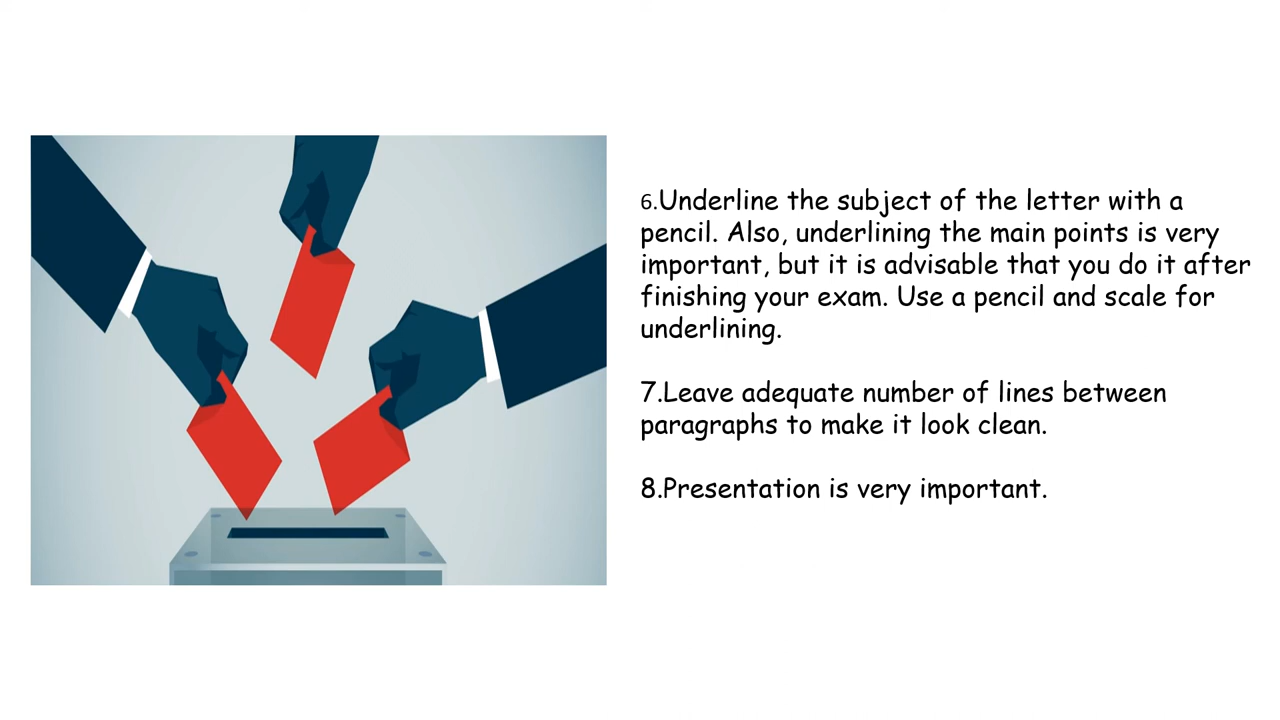 6.Underline the subject of the letter with a
pencil. Also, underlining the main points is very
important, but it is advisable that you do it after
finishing your exam. Use a pencil and scale for
underlining.
7.Leave adequate number of lines between
paragraphs to make it look clean.
8.Presentation is very important.